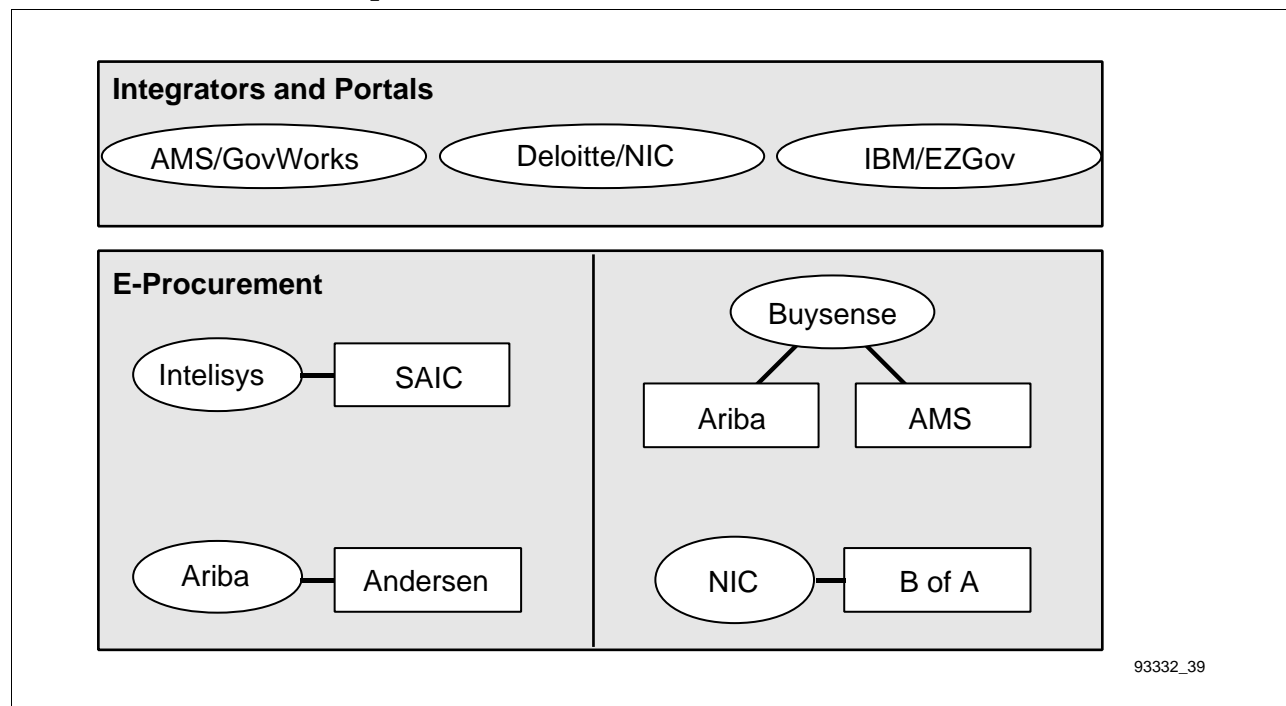 Integrators and Portals
AMS/GovWorks
Deloitte/NIC
IBM/EZGov
E-Procurement
Intelisys
SAIC
Ariba
Andersen
Buysense
Ariba
AMS
NIC
B of A
93332_39